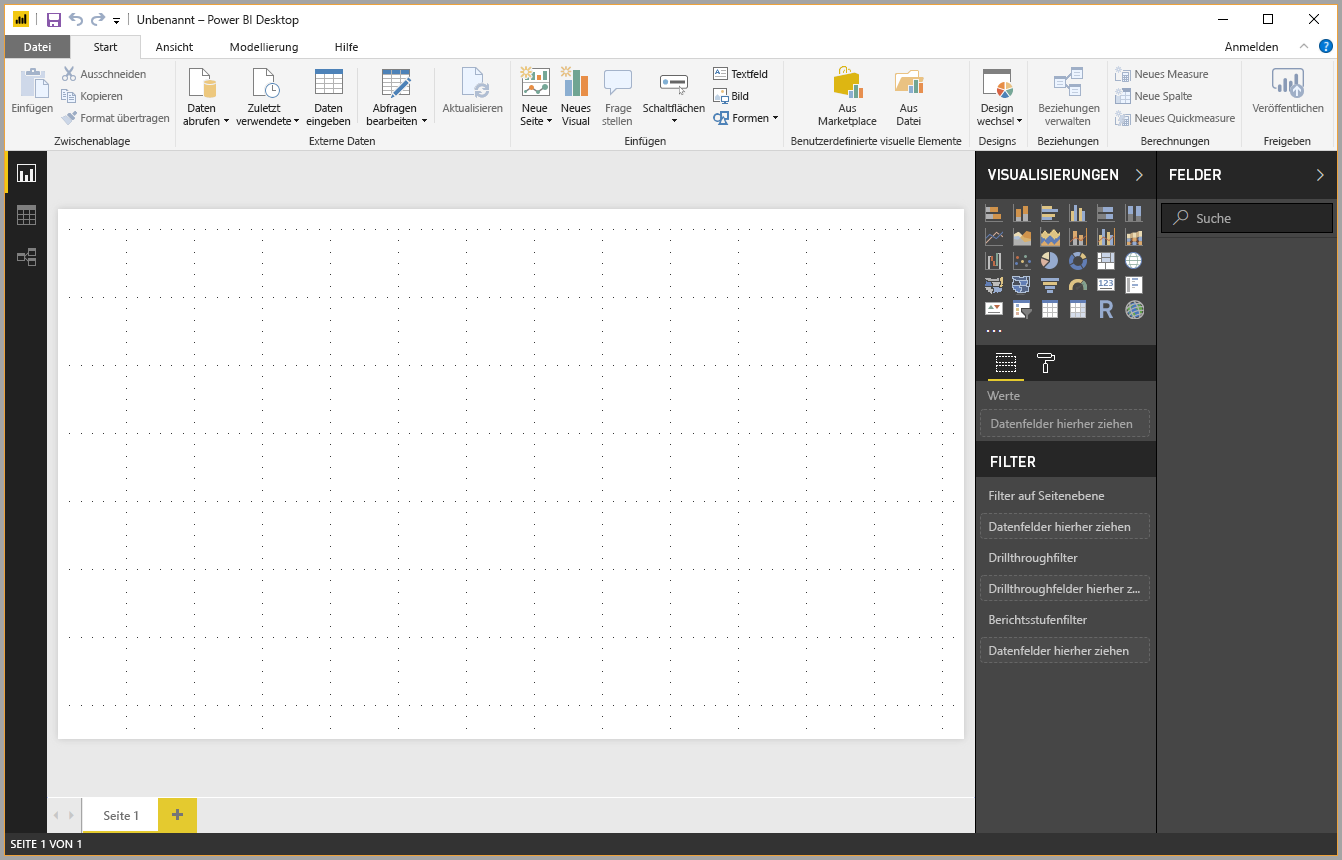 Unbenannt – Power BI Desktop
Datei Start Ansicht Modellierung Hilfe Anmelden ?
Einfügen
Ausschneiden
Kopieren
Format übertragen
Zwischenablage
Daten
abrufen
Zuletzt
verwendete
Daten
eingeben
Abfragen
bearbeiten
Externe Daten
Aktualisieren
Neue
Seite
Neues
Visual
Frage
stellen
Schaltflächen
Textfeld
Bild
Formen
Einfügen
Aus
Marketplace
Aus
Datei
Benutzerdefinierte visuelle Elemente
Design
wechsel
Designs
Beziehungen
verwalten
Beziehungen
Neues Measure
Neue Spalte
Neues Quickmeasure
Berechnungen
Veröffentlichen
Freigeben
VISUALISIERUNGEN
123
R
...
Werte
Datenfelder hierher ziehen
FILTER
Filter auf Seitenebene
Datenfelder hierher ziehen
Drillthroughfilter
Drillthroughfelder hierher z...
Berichtsstufenfilter
Datenfelder hierher ziehen
FELDER
Suche
Seite 1 +
SEITE 1 VON 1